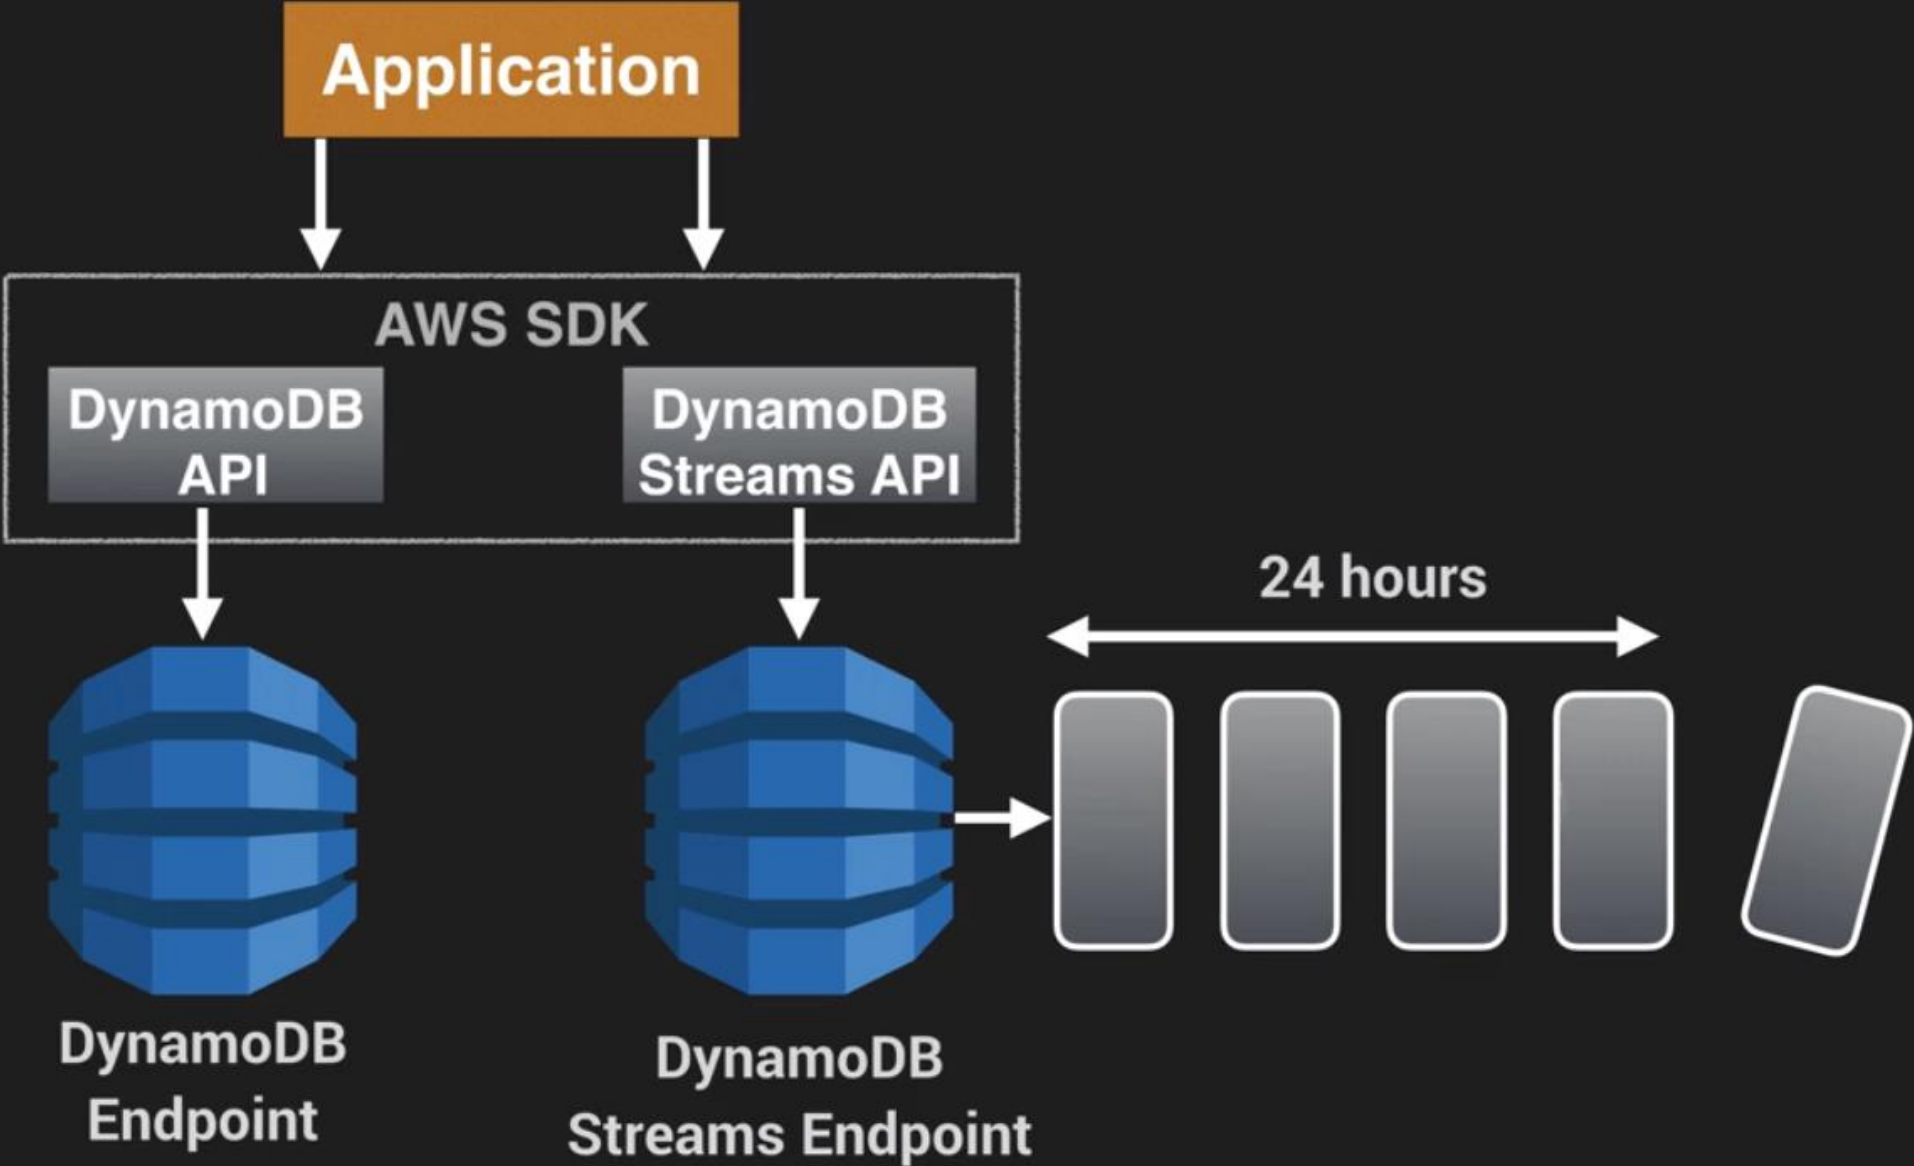 Application
AWS SDK
DynamoDB
API
DynamoDB
Streams API
24 hours
DynamoDB
Endpoint
DynamoDB
Streams Endpoint